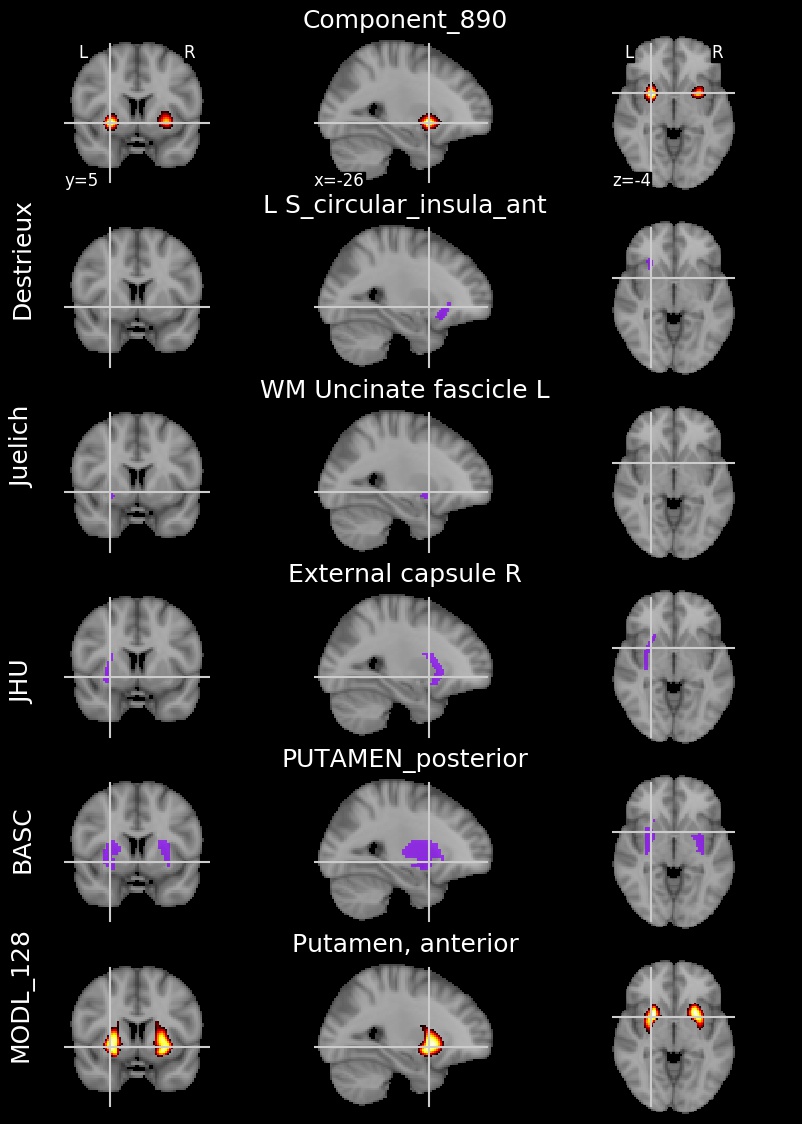 Component_890
L R
L R
y=5
x=-26
z=-4
Destrieux
L S_circular_insula_ant
Juelich
WM Uncinate fascicle L
JHU
External capsule R
BASC
PUTAMEN_posterior
MODL_128
Putamen, anterior